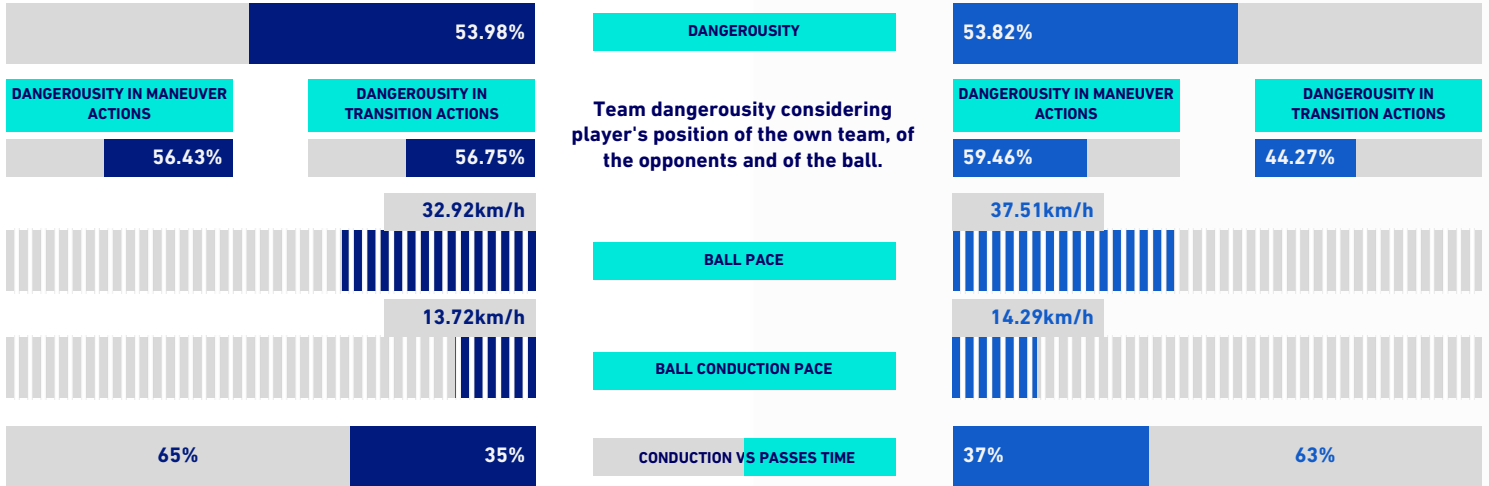 53.98%
DANGEROUSITY
53.82%
DANGEROUSITY IN MANEUVER
ACTIONS
DANGEROUSITY IN
TRANSITION ACTIONS
Team dangerousity considering
player's position of the own team, of
the opponents and of the ball.
DANGEROUSITY IN MANEUVER
ACTIONS
DANGEROUSITY IN
TRANSITION ACTIONS
56.43%
56.75%
59.46%
44.27%
32.92km/h
37.51km/h
BALL PACE
13.72km/h
14.29km/h
BALL CONDUCTION PACE
65%
35%
CONDUCTION VS PASSES TIME
37%
63%